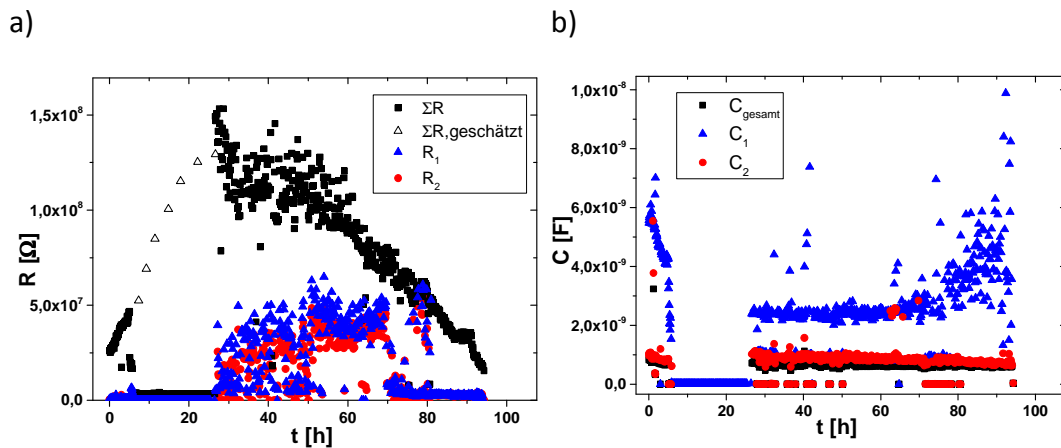 a)
1,5x10⁸
1,0x10⁸
5,0x10⁷
0,0
R [Ω]
0
20
40
60
80
100
t [h]
ΣR
ΣR,geschätzt
R₁
R₂
b)
1,0x10⁻⁸
8,0x10⁻⁹
6,0x10⁻⁹
4,0x10⁻⁹
2,0x10⁻⁹
0,0
C [F]
0
20
40
60
80
100
t [h]
C_gesamt
C₁
C₂